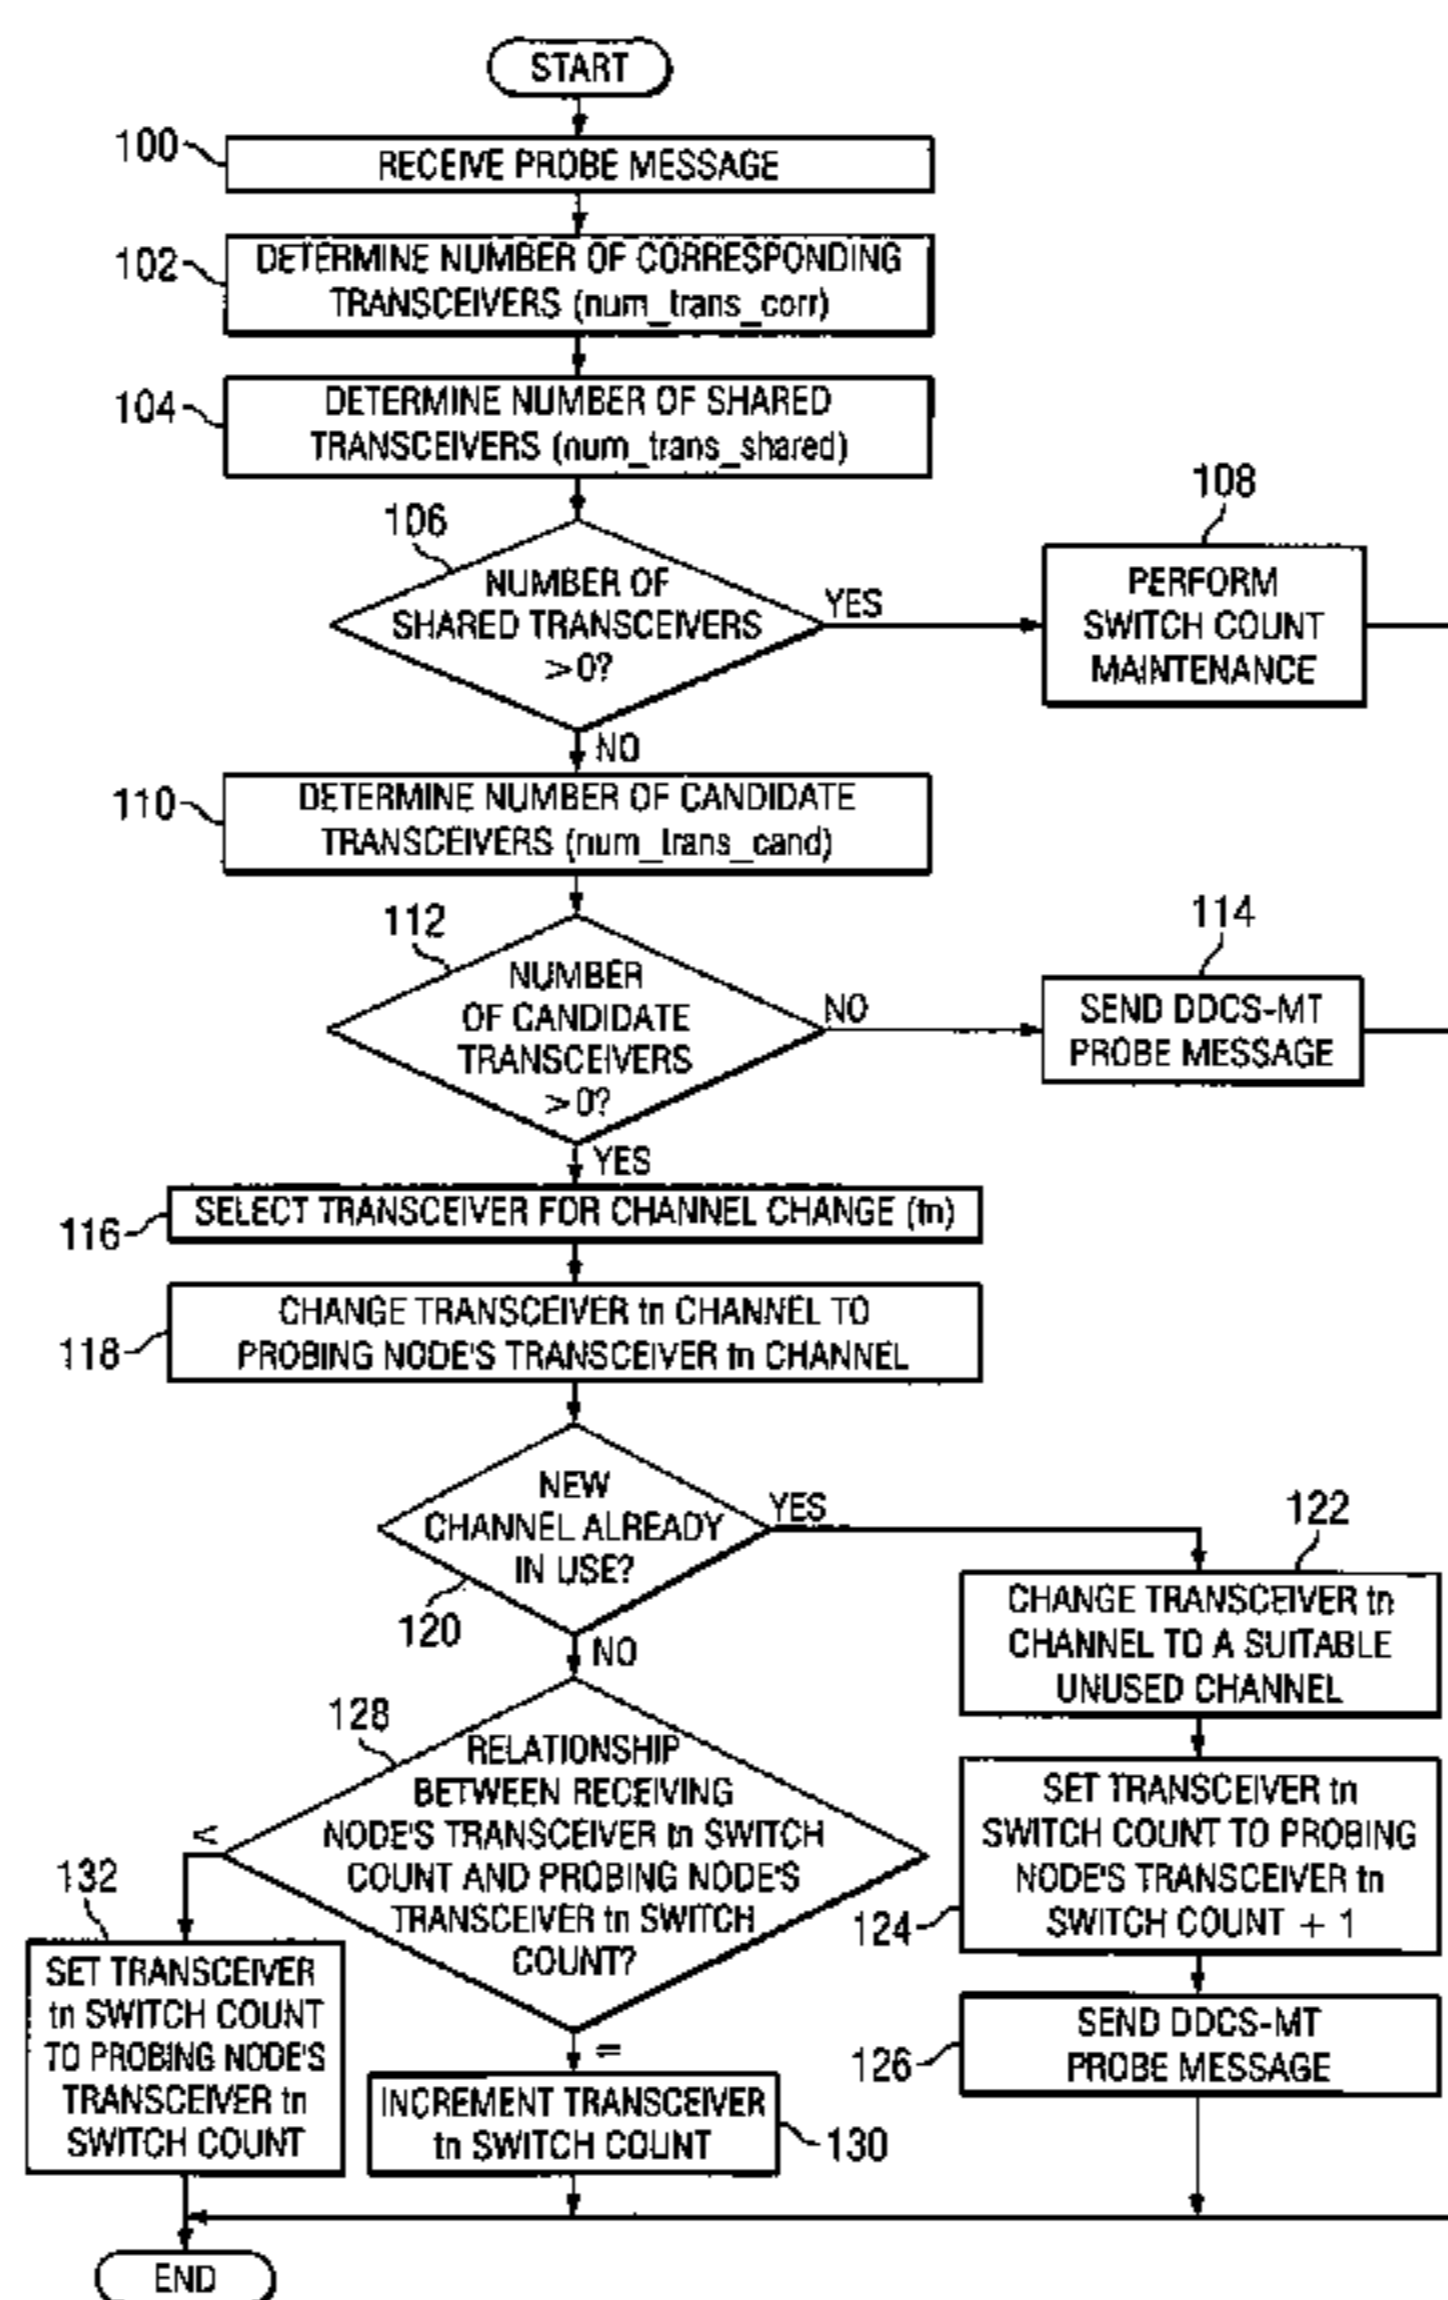 START
100
RECEIVE PROBE MESSAGE
102
DETERMINE NUMBER OF CORRESPONDING
TRANSCEIVERS (num_trans_corr)
104
DETERMINE NUMBER OF SHARED
TRANSCEIVERS (num_trans_shared)
106
NUMBER OF
SHARED TRANSCEIVERS
>0?
YES
108
PERFORM
SWITCH COUNT
MAINTENANCE
NO
110
DETERMINE NUMBER OF CANDIDATE
TRANSCEIVERS (num_trans_cand)
112
NUMBER
OF CANDIDATE
TRANSCEIVERS
>0?
NO
114
SEND DDCS-MT
PROBE MESSAGE
YES
116
SELECT TRANSCEIVER FOR CHANNEL CHANGE (tn)
118
CHANGE TRANSCEIVER tn CHANNEL TO
PROBING NODE'S TRANSCEIVER tn CHANNEL
NEW
CHANNEL ALREADY
IN USE?
120
YES
122
CHANGE TRANSCEIVER tn
CHANNEL TO A SUITABLE
UNUSED CHANNEL
NO
128
RELATIONSHIP
BETWEEN RECEIVING
NODE'S TRANSCEIVER tn SWITCH
COUNT AND PROBING NODE'S
TRANSCEIVER tn SWITCH
COUNT?
124
SET TRANSCEIVER tn
SWITCH COUNT TO PROBING
NODE'S TRANSCEIVER tn
SWITCH COUNT + 1
<
132
SET TRANSCEIVER
tn SWITCH COUNT
TO PROBING NODE'S
TRANSCEIVER tn
SWITCH COUNT
=
INCREMENT TRANSCEIVER
tn SWITCH COUNT
130
126
SEND DDCS-MT
PROBE MESSAGE
END